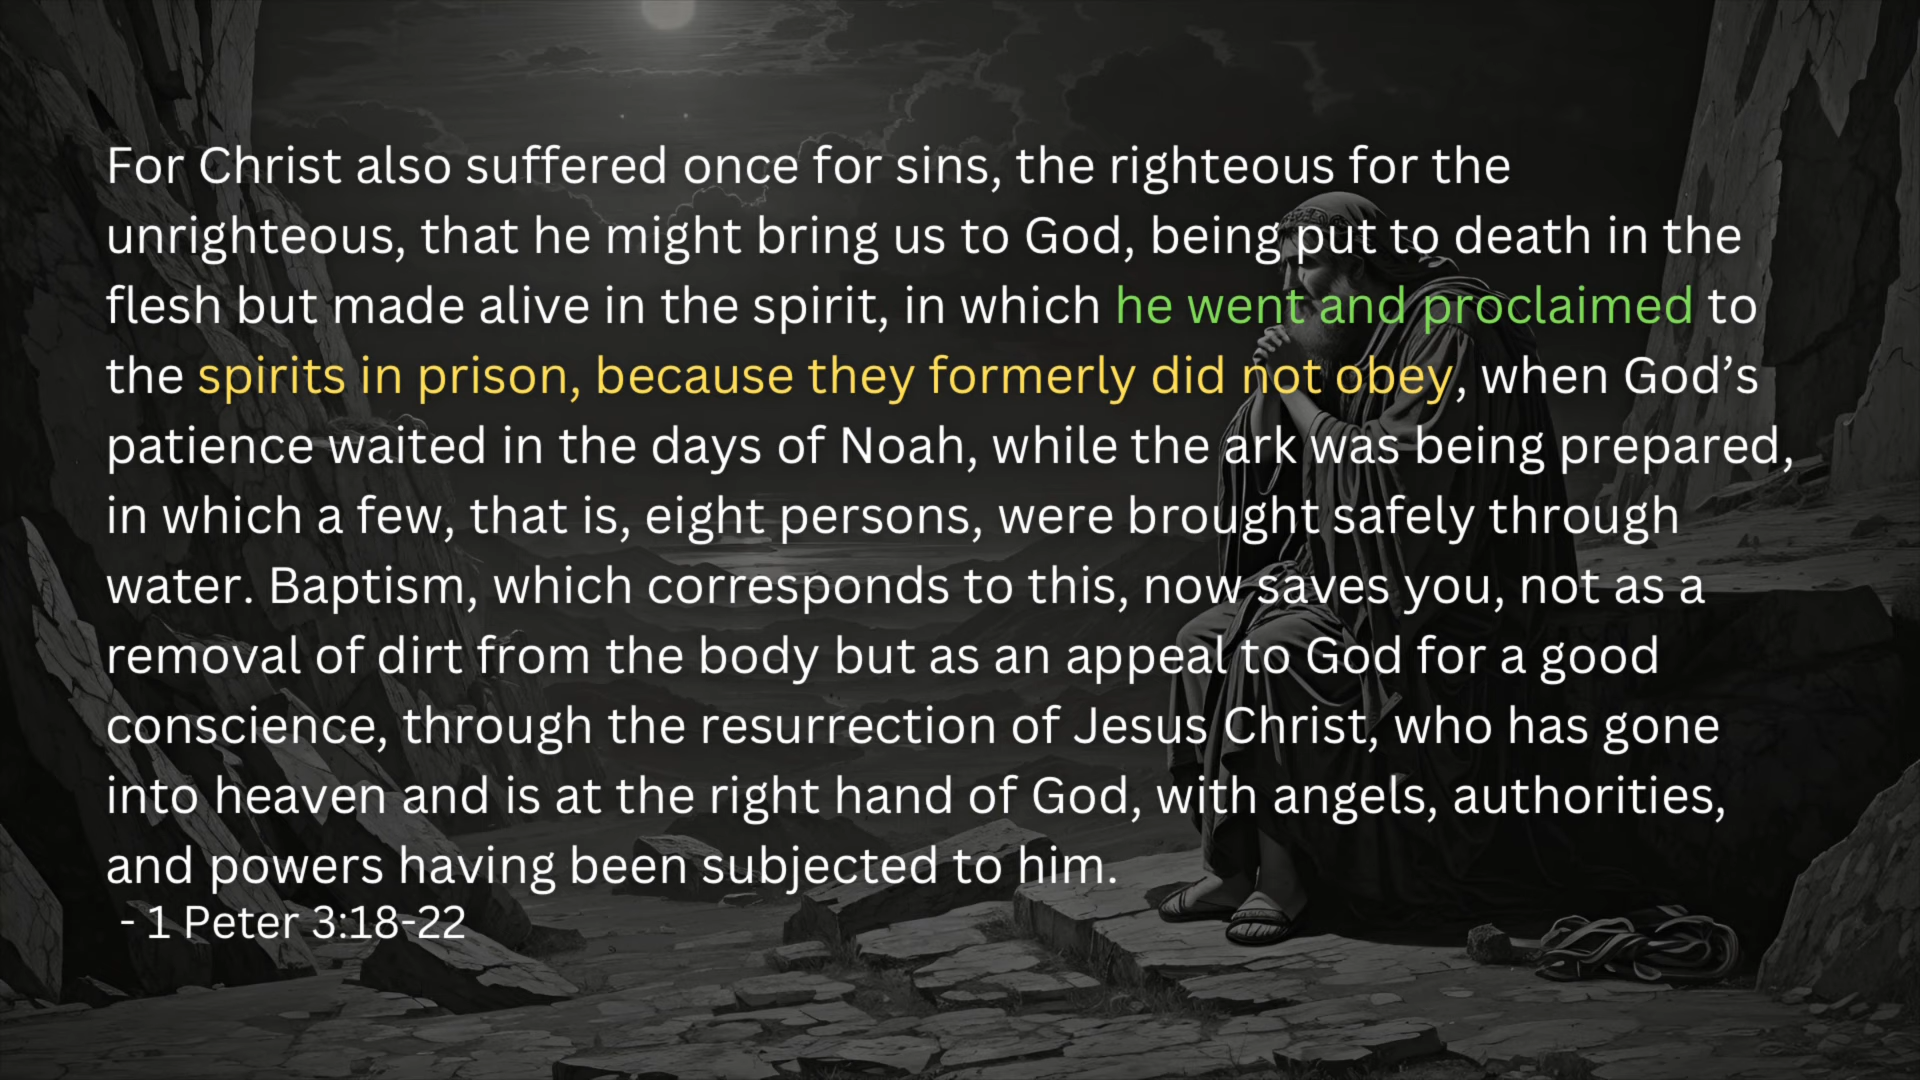 For Christ also suffered once for sins, the righteous for the
unrighteous, that he might bring us to God, being put to death in the
flesh but made alive in the spirit, in which he went and proclaimed to
the spirits in prison, because they formerly did not obey, when God’s
patience waited in the days of Noah, while the ark was being prepared,
in which a few, that is, eight persons, were brought safely through
water. Baptism, which corresponds to this, now saves you, not as a
removal of dirt from the body but as an appeal to God for a good
conscience, through the resurrection of Jesus Christ, who has gone
into heaven and is at the right hand of God, with angels, authorities,
and powers having been subjected to him.
- 1 Peter 3:18-22